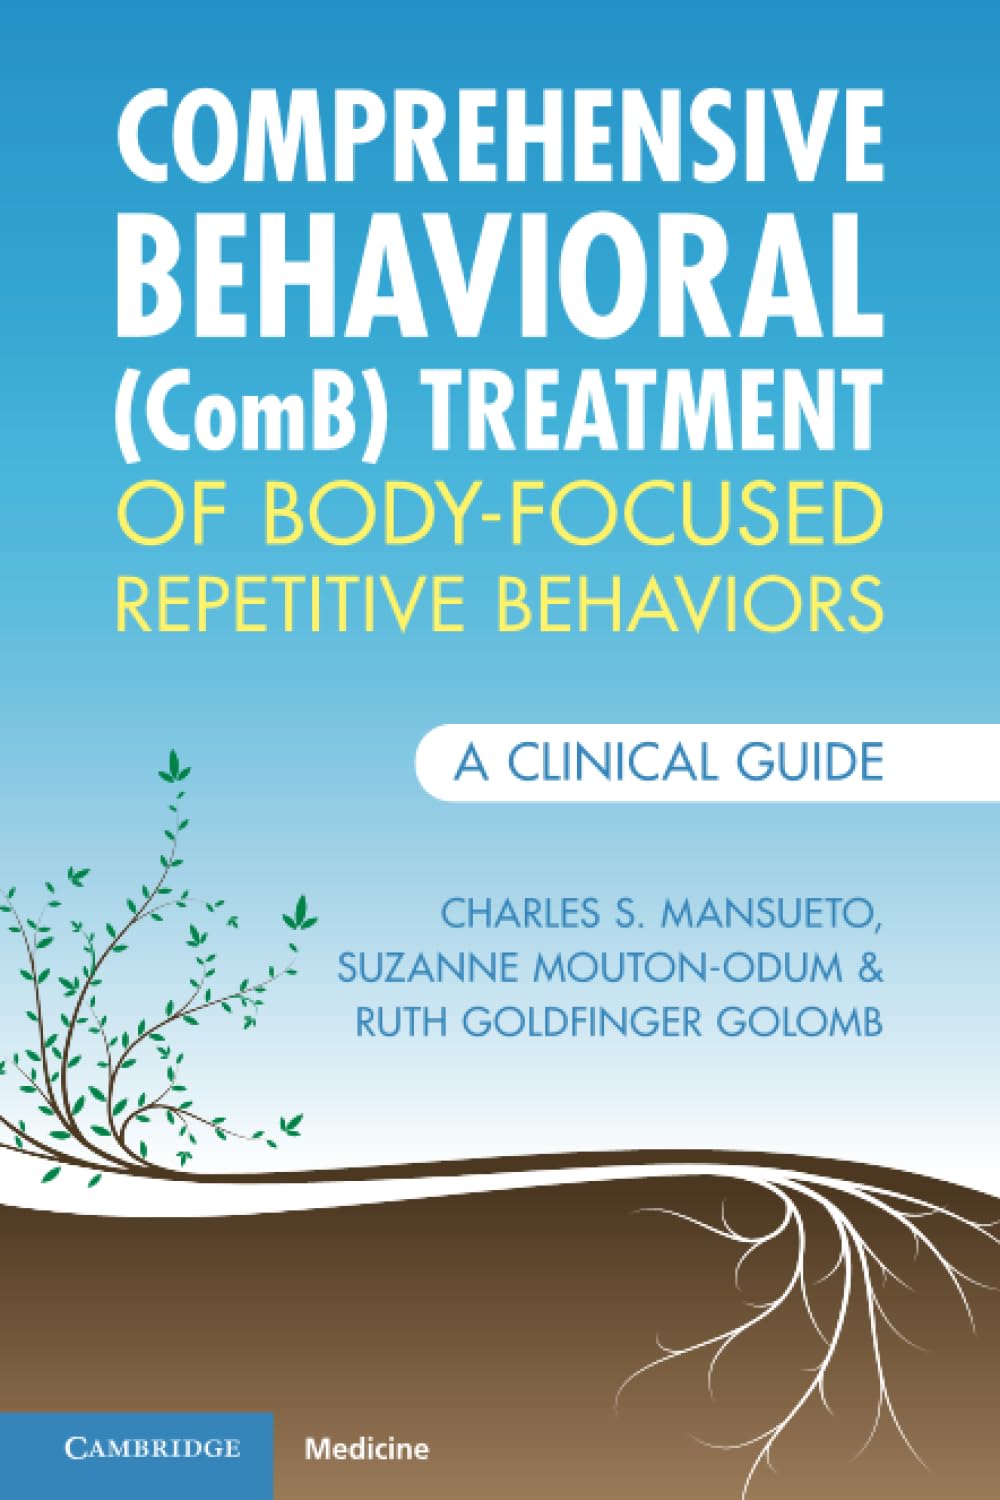 COMPREHENSIVE
BEHAVIORAL
(ComB) TREATMENT
OF BODY-FOCUSED
REPETITIVE BEHAVIORS
A CLINICAL GUIDE
CHARLES S. MANSUETO,
SUZANNE MOUTON-ODUM &
RUTH GOLDFINGER GOLOMB
CAMBRIDGE
Medicine